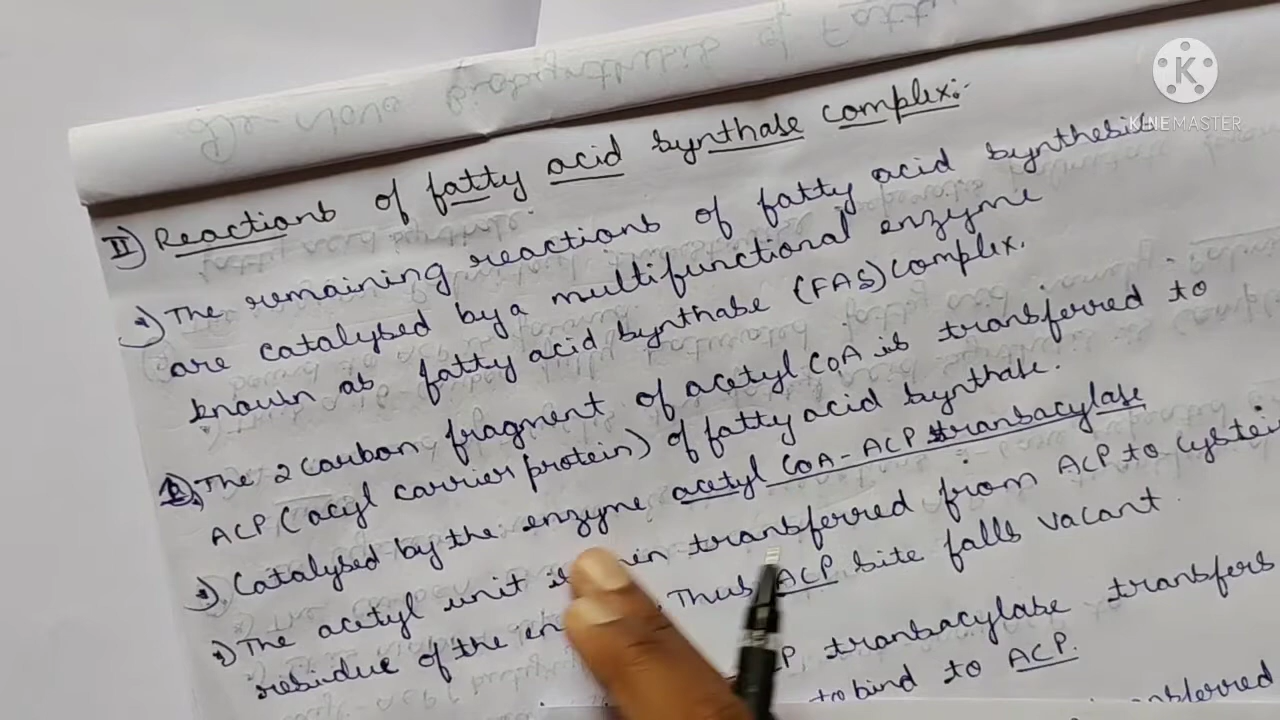 K
KINEMASTER
II) Reactions of fatty acid synthase complex:-
The remaining reactions of fatty acid synthesis
are catalysed by a multifunctional enzyme
known as fatty acid synthase (FAS) complex.
The 2 carbon fragment of acetyl CoA is transferred to
ACP (acyl carrier protein) of fatty acid synthase.
Catalysed by the enzyme acetyl CoA-ACP transacylase
The acetyl unit is transferred from ACP to cystei
residue of the . Thus ACP site falls vacant.
transacylase transfers
to bind to ACP.